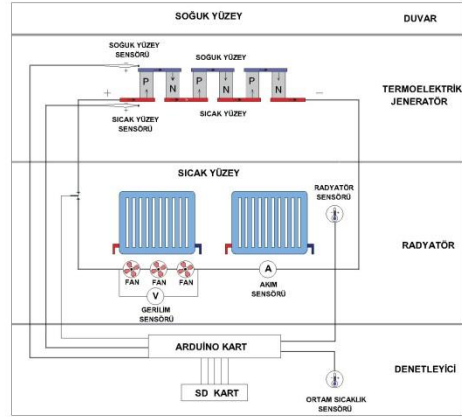 SOĞUK YÜZEY
DUVAR
SOĞUK YÜZEY
SENSÖRÜ
SOĞUK YÜZEY
P
N
P
N
P
N
+
–
SICAK YÜZEY
SENSÖRÜ
SICAK YÜZEY
TERMOELEKTRİK
JENERATÖR
SICAK YÜZEY
RADYATÖR
SENSÖRÜ
RADYATÖR
FAN
FAN
FAN
V
GERİLİM
SENSÖRÜ
A
AKIM
SENSÖRÜ
ARDUİNO KART
SD KART
DENETLEYİCİ
ORTAM SICAKLIK
SENSÖRÜ